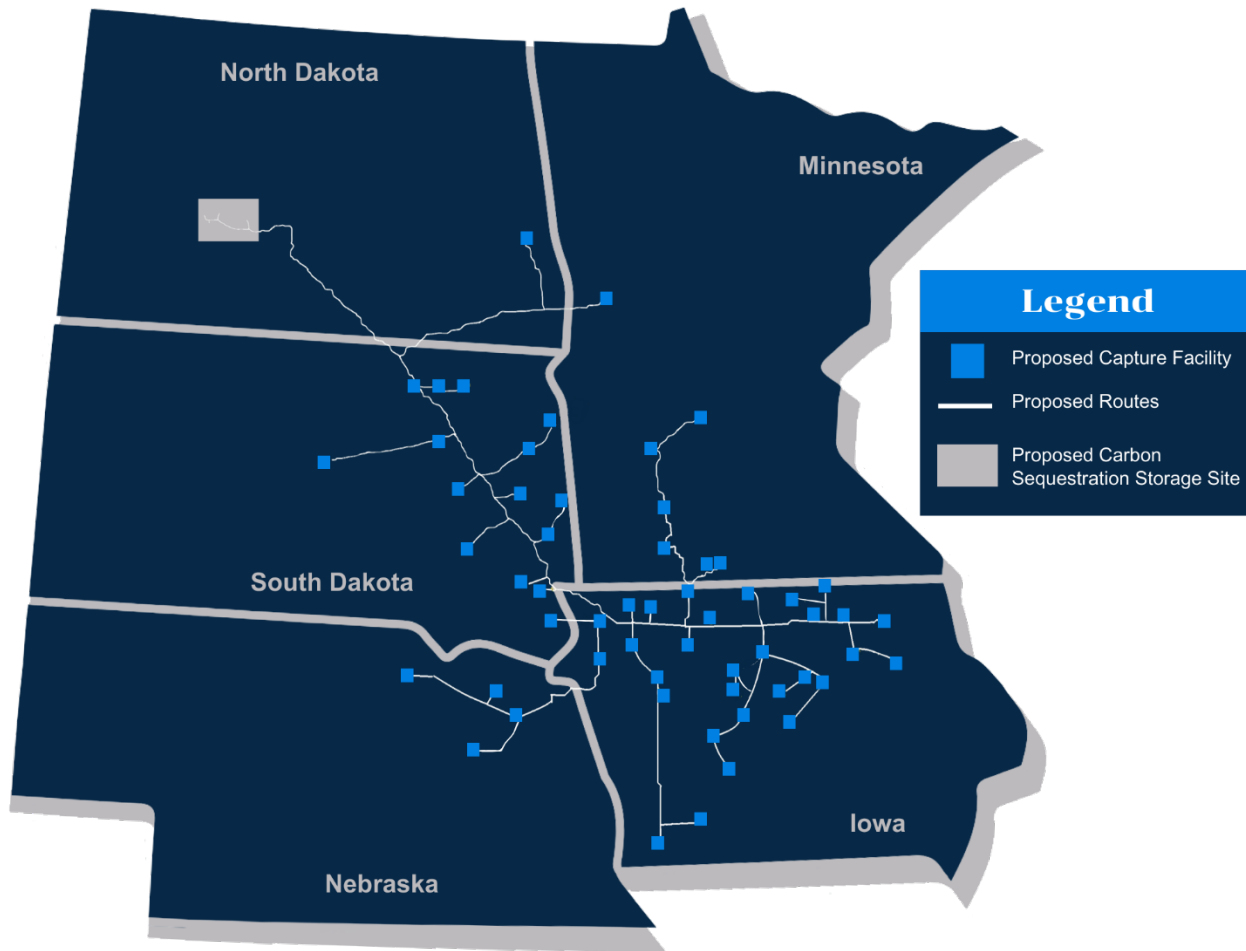 North Dakota
Minnesota
Legend
Proposed Capture Facility
Proposed Routes
Proposed Carbon
Sequestration Storage Site
South Dakota
Iowa
Nebraska